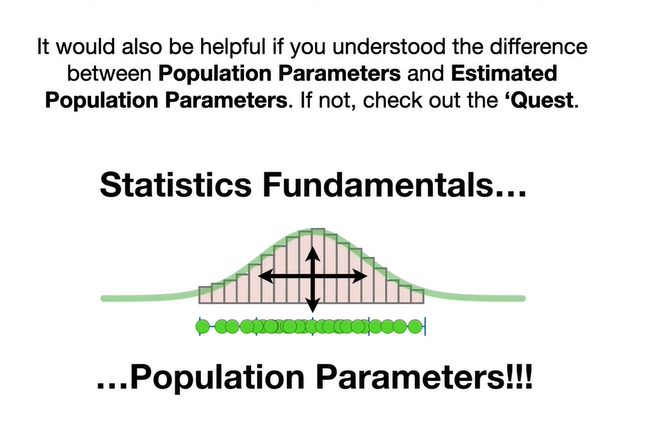 It would also be helpful if you understood the difference
between Population Parameters and Estimated
Population Parameters. If not, check out the ‘Quest.
Statistics Fundamentals...
...Population Parameters!!!